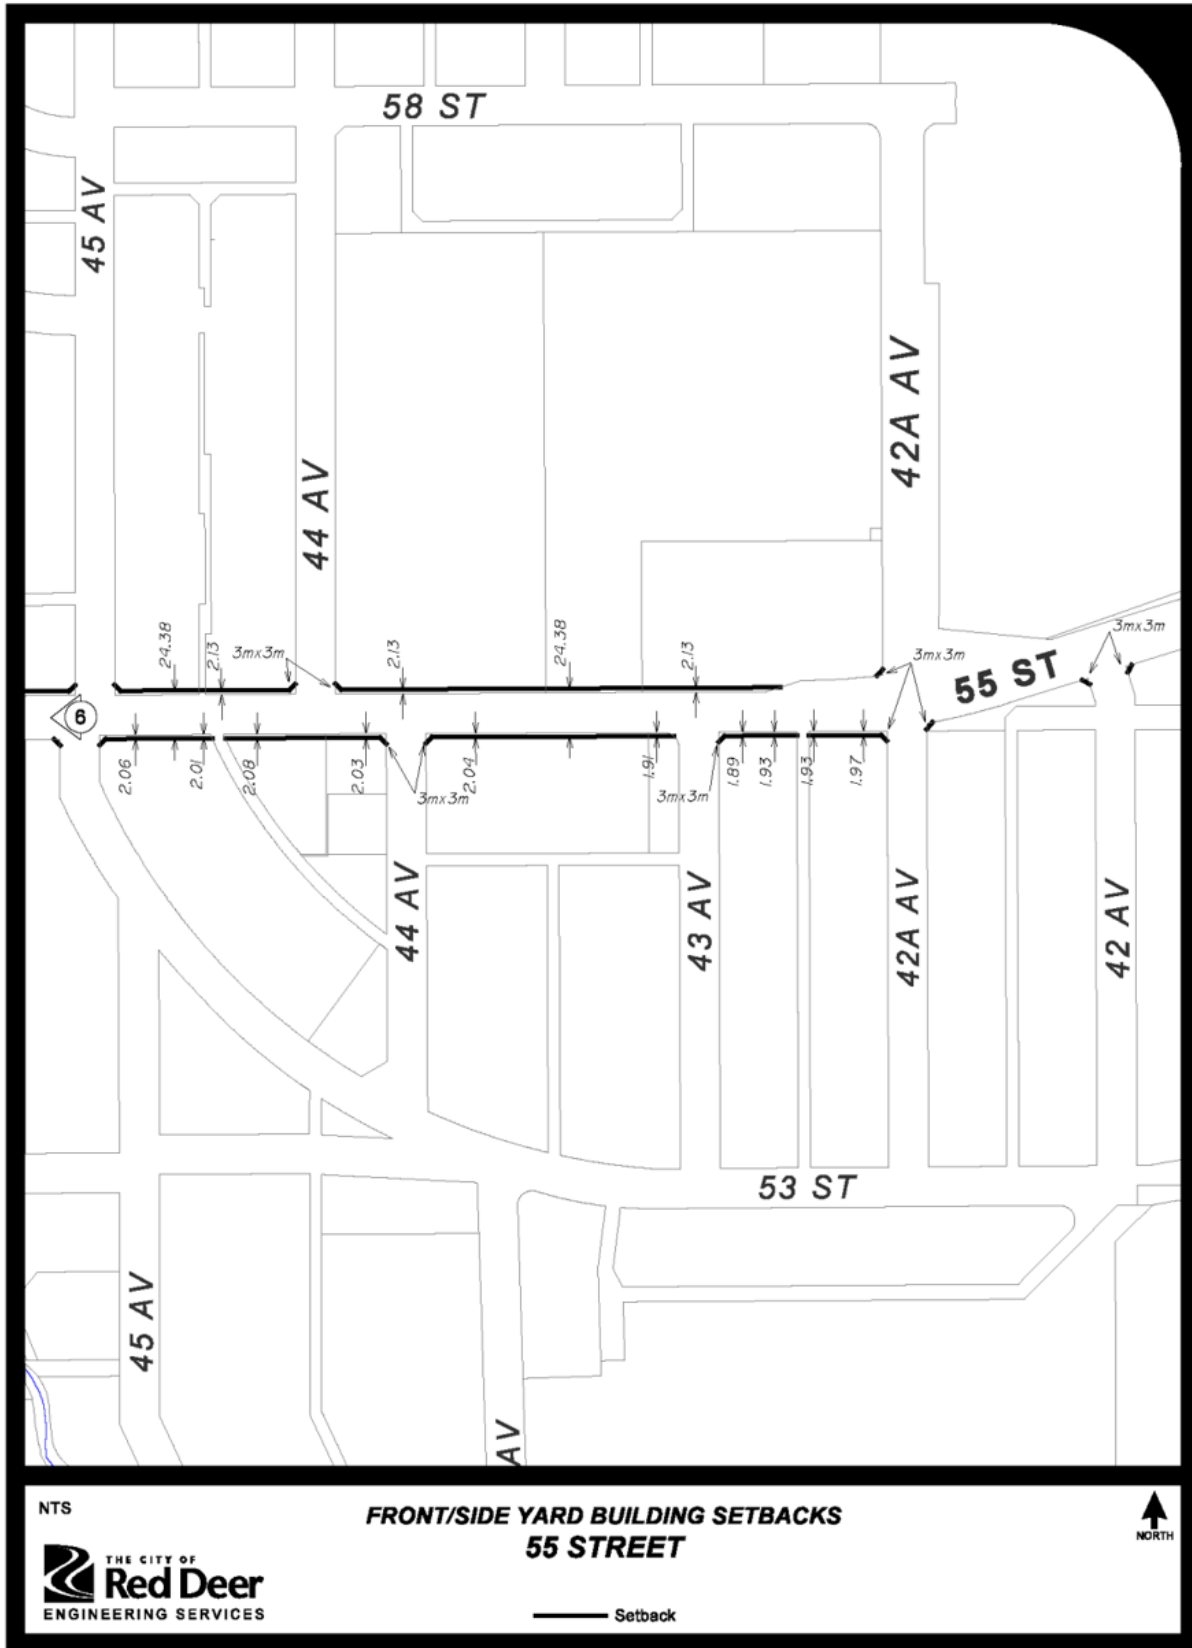 58 ST
45 AV
42A AV
44 AV
24.38
2.13
3mx3m
2.13
24.38
2.13
3mx3m
3mx3m
55 ST
6
2.06
2.01
2.08
2.03
3mx3m
2.04
1.91
3mx3m
1.89
1.93
1.93
1.97
44 AV
43 AV
42A AV
42 AV
53 ST
45 AV
AV
NTS
FRONT/SIDE YARD BUILDING SETBACKS
55 STREET
NORTH
THE CITY OF
Red Deer
ENGINEERING SERVICES
Setback